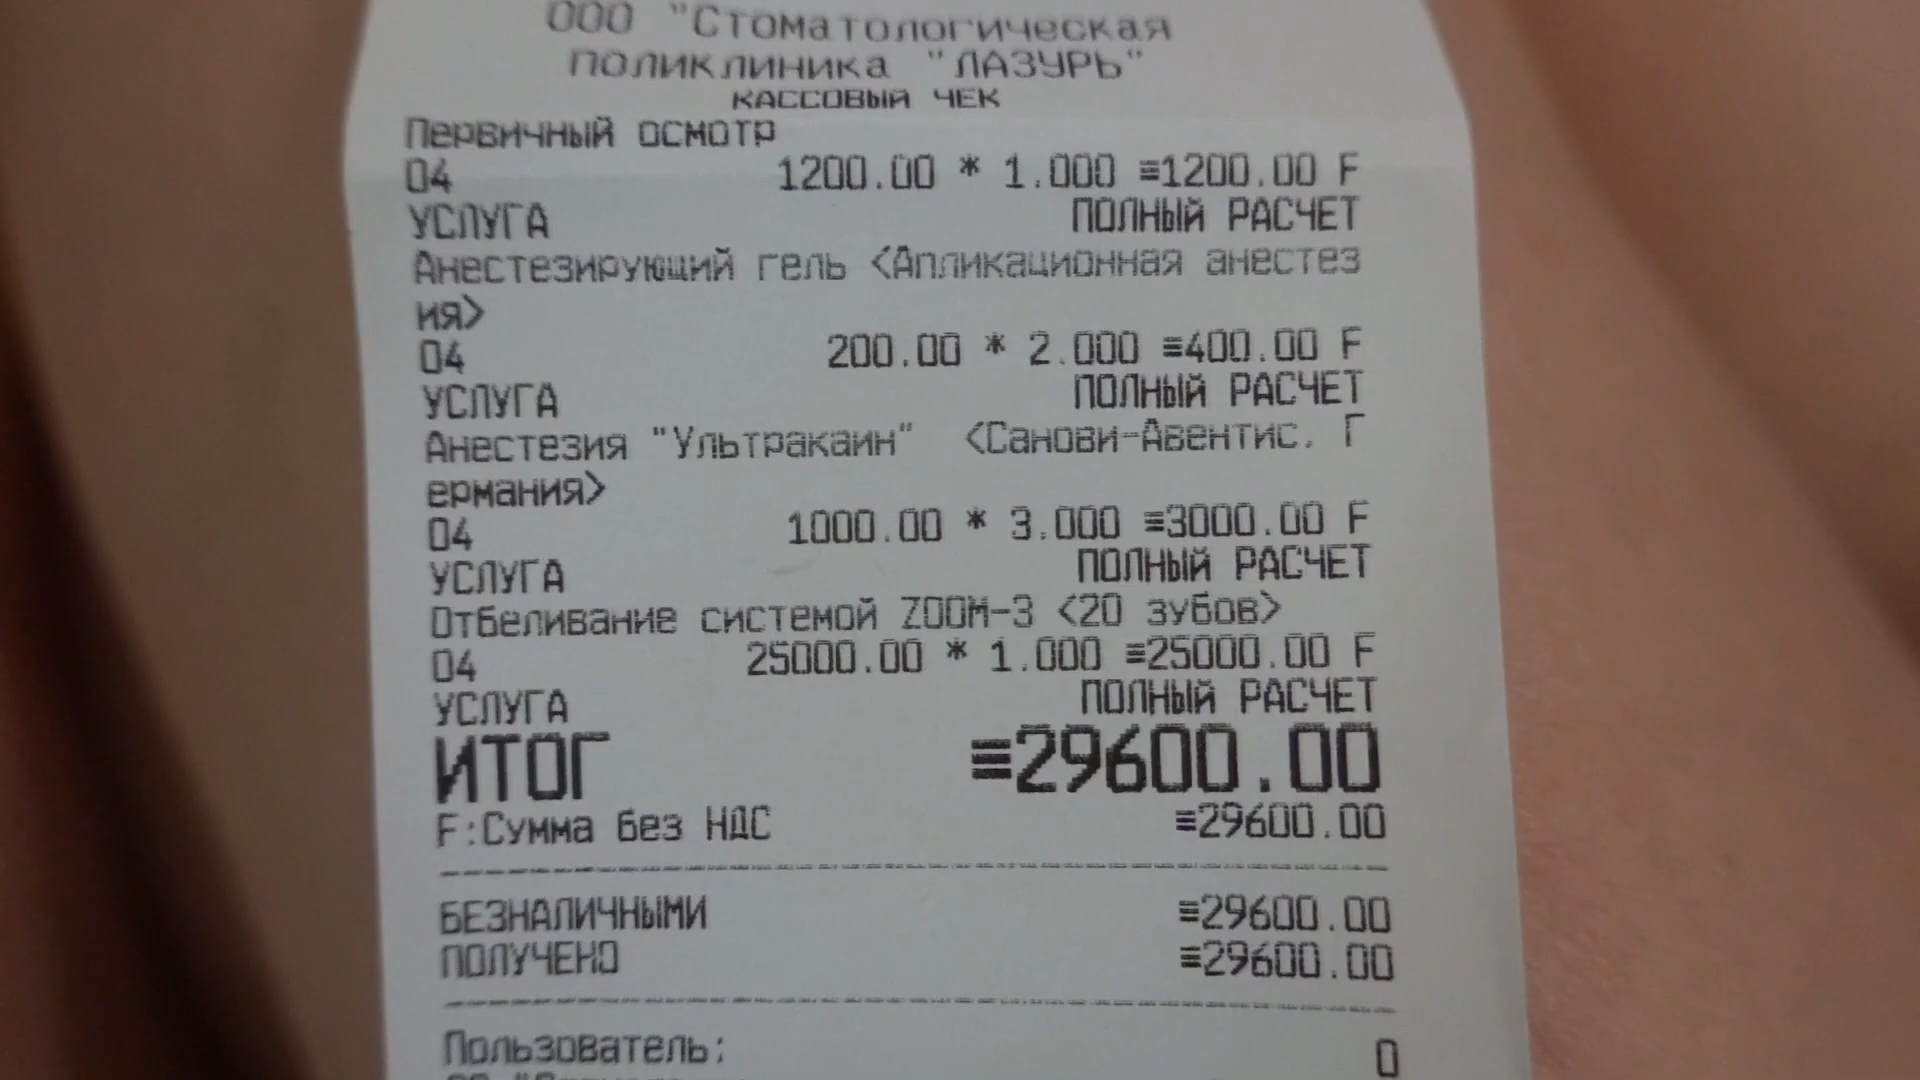 ООО "Стоматологическая
поликлиника "ЛАЗУРЬ"
КАССОВЫЙ ЧЕК
Первичный осмотр
04 1200.00 * 1.000 ≡1200.00 F
УСЛУГА ПОЛНЫЙ РАСЧЕТ
Анестезирующий гель <Аппликационная анестез
ия>
04 200.00 * 2.000 ≡400.00 F
УСЛУГА ПОЛНЫЙ РАСЧЕТ
Анестезия "Ультракаин" <Санови-Авентис. Г
ермания>
04 1000.00 * 3.000 ≡3000.00 F
УСЛУГА ПОЛНЫЙ РАСЧЕТ
Отбеливание системой ZOOM-3 <20 зубов>
04 25000.00 * 1.000 ≡25000.00 F
УСЛУГА ПОЛНЫЙ РАСЧЕТ
ИТОГ ≡29600.00
F:Сумма без НДС ≡29600.00
БЕЗНАЛИЧНЫМИ ≡29600.00
ПОЛУЧЕНО ≡29600.00
Пользователь: 0